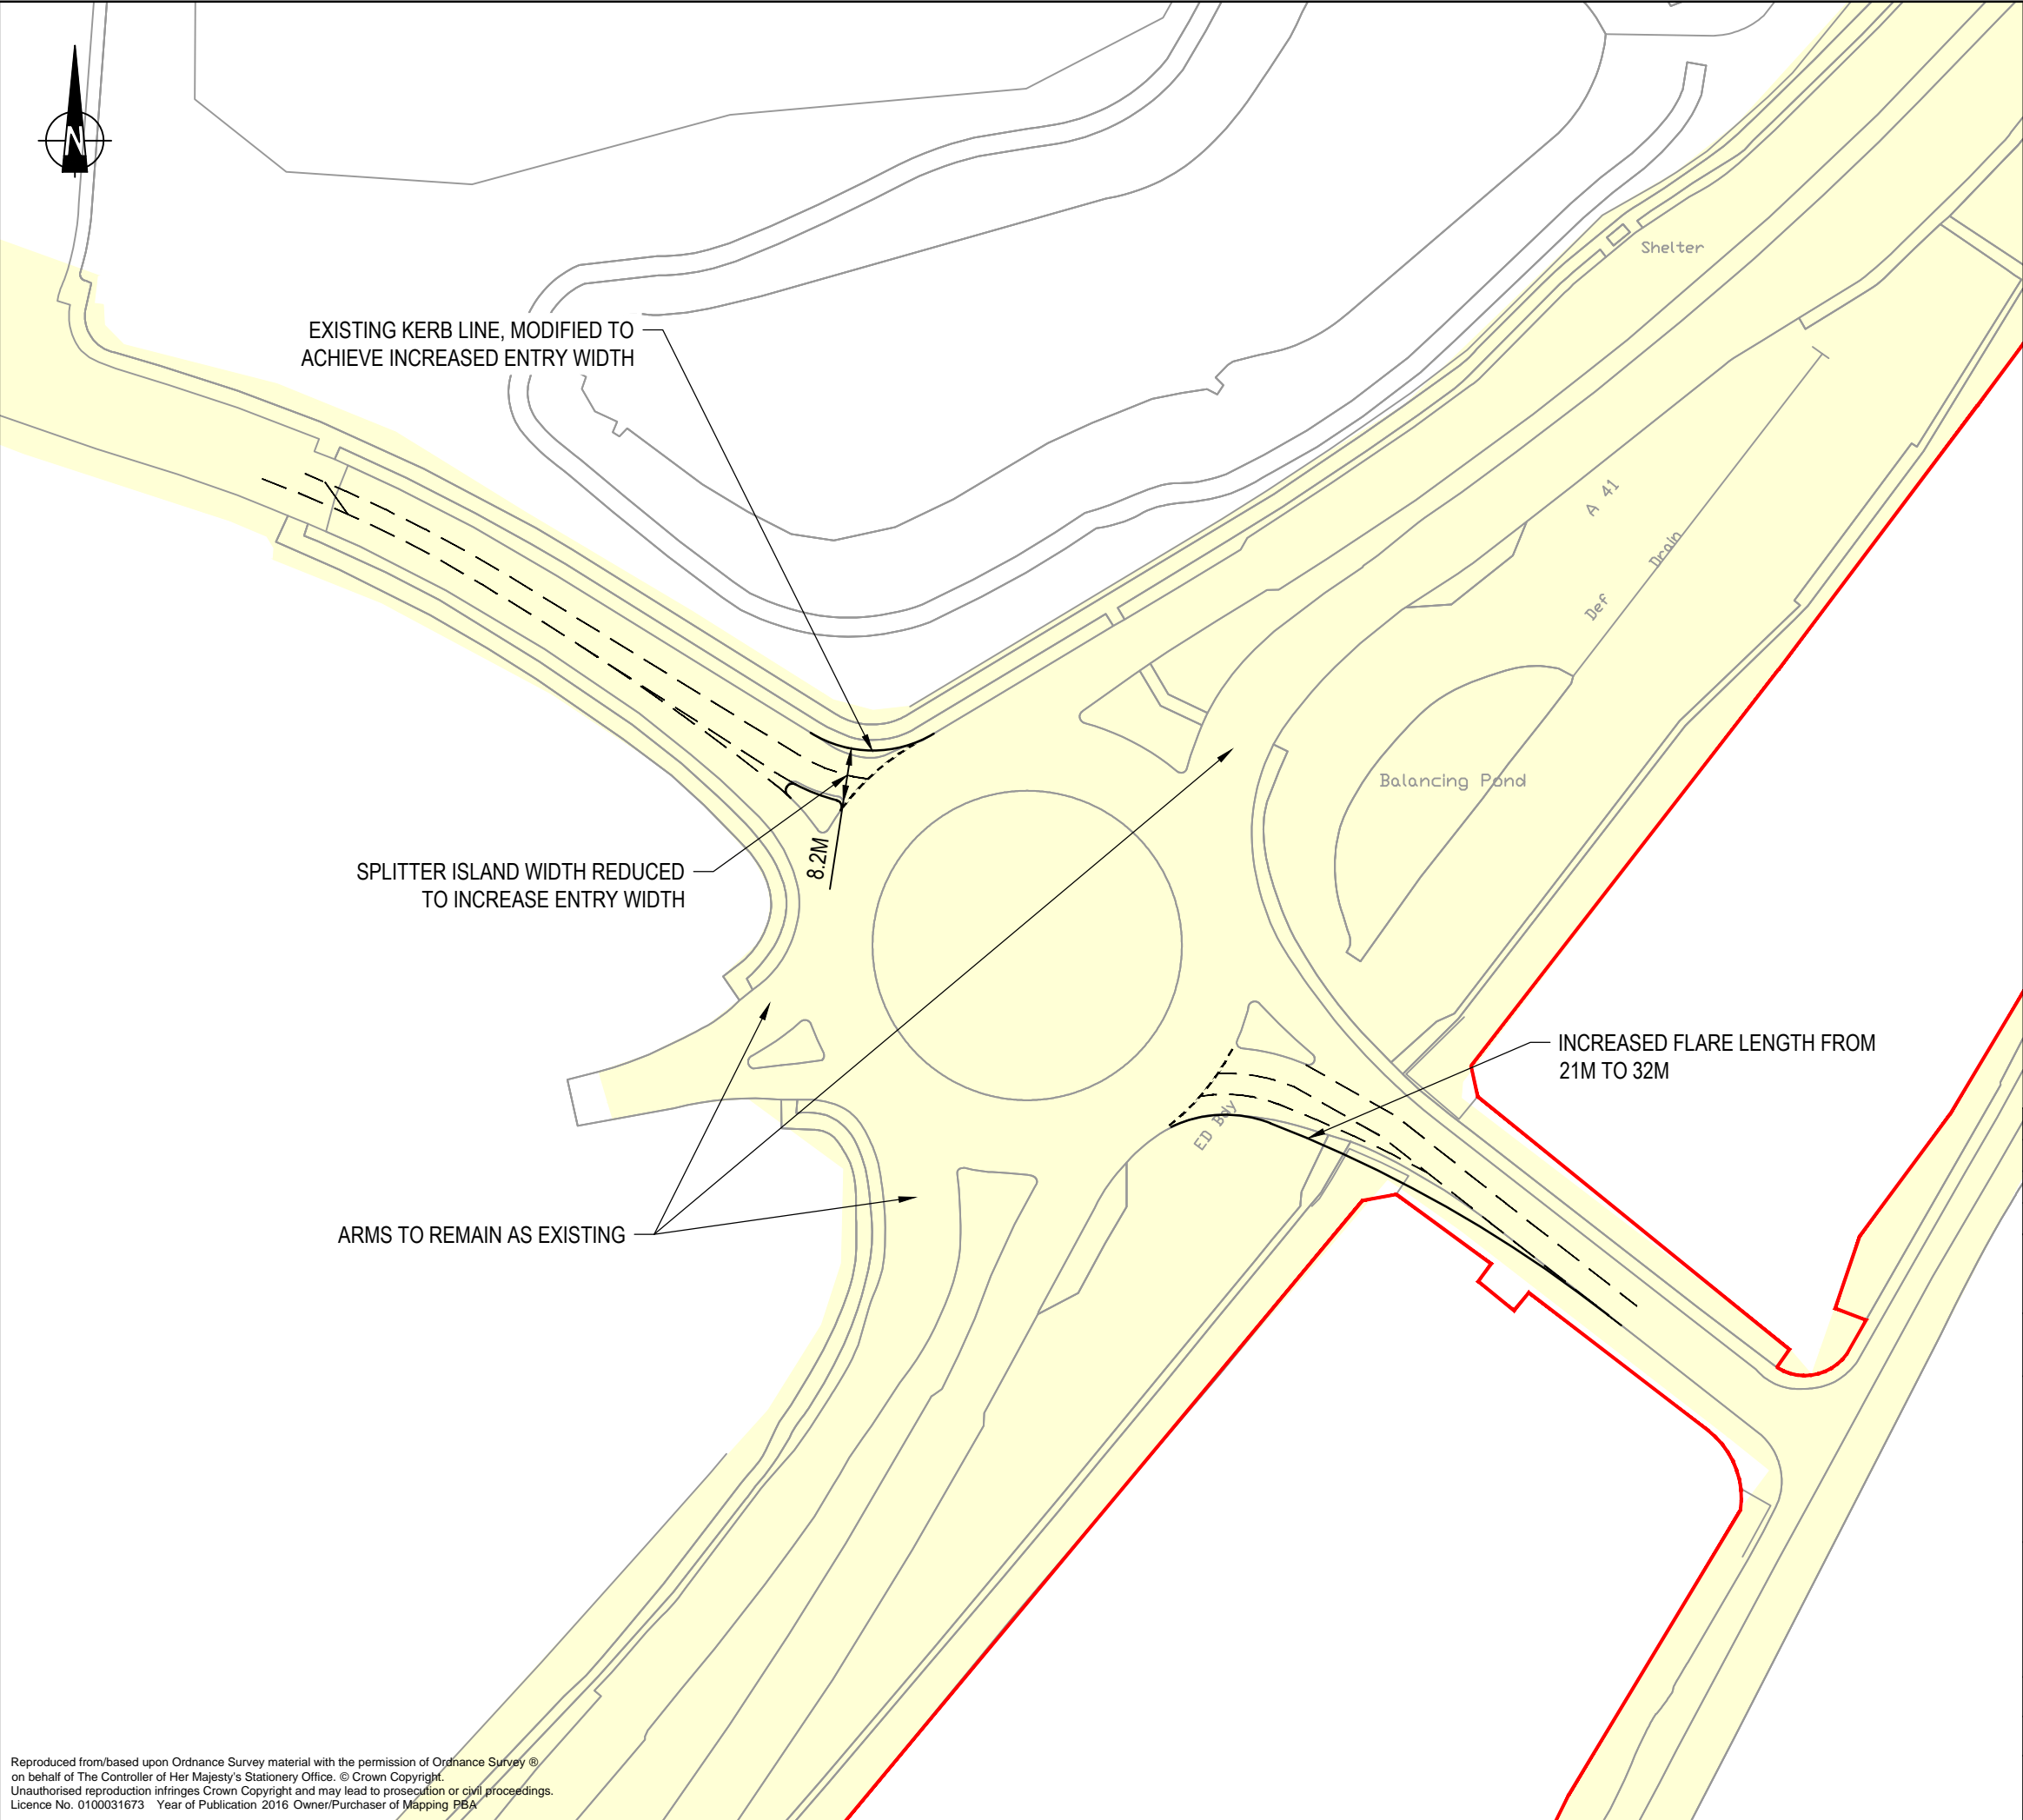 N
Shelter
EXISTING KERB LINE, MODIFIED TO
ACHIEVE INCREASED ENTRY WIDTH
A 41
Def Drain
Balancing Pond
SPLITTER ISLAND WIDTH REDUCED
TO INCREASE ENTRY WIDTH
8.2M
INCREASED FLARE LENGTH FROM
21M TO 32M
ED Bdy
ARMS TO REMAIN AS EXISTING
Reproduced from/based upon Ordnance Survey material with the permission of Ordnance Survey ®
on behalf of The Controller of Her Majesty's Stationery Office. © Crown Copyright.
Unauthorised reproduction infringes Crown Copyright and may lead to prosecution or civil proceedings.
Licence No. 0100031673 Year of Publication 2016 Owner/Purchaser of Mapping PBA